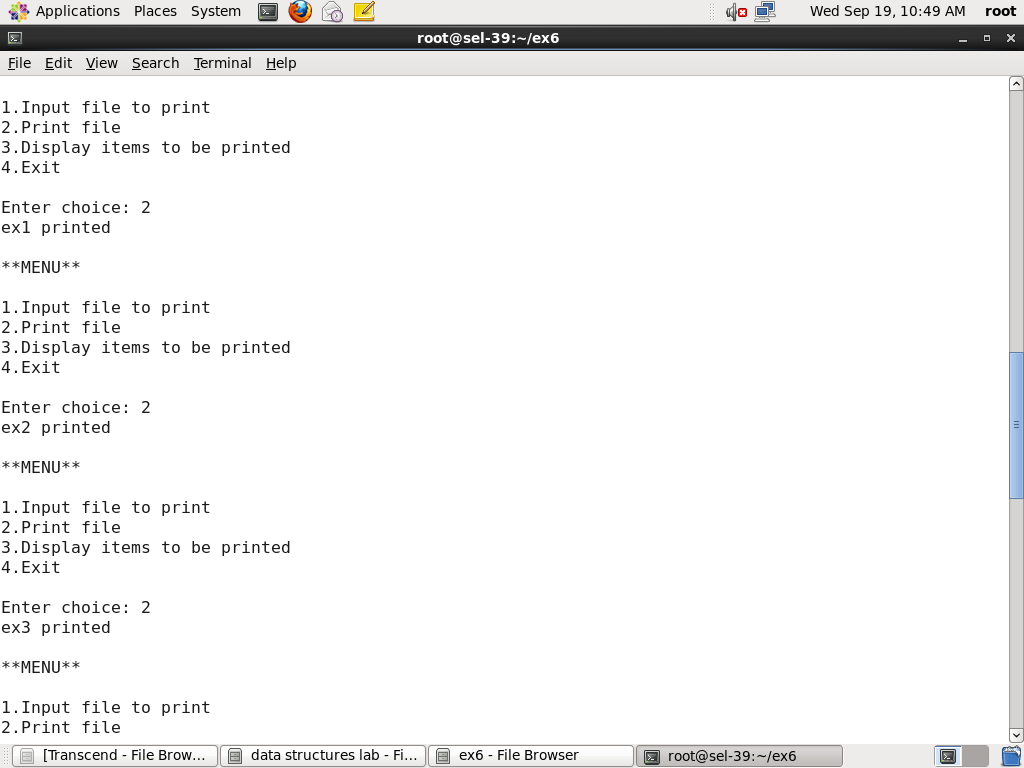 Applications Places System Wed Sep 19, 10:49 AM root
root@sel-39:~/ex6
File Edit View Search Terminal Help
1.Input file to print
2.Print file
3.Display items to be printed
4.Exit
Enter choice: 2
ex1 printed
**MENU**
1.Input file to print
2.Print file
3.Display items to be printed
4.Exit
Enter choice: 2
ex2 printed
**MENU**
1.Input file to print
2.Print file
3.Display items to be printed
4.Exit
Enter choice: 2
ex3 printed
**MENU**
1.Input file to print
2.Print file
[Transcend - File Brow... data structures lab - Fi... ex6 - File Browser root@sel-39:~/ex6